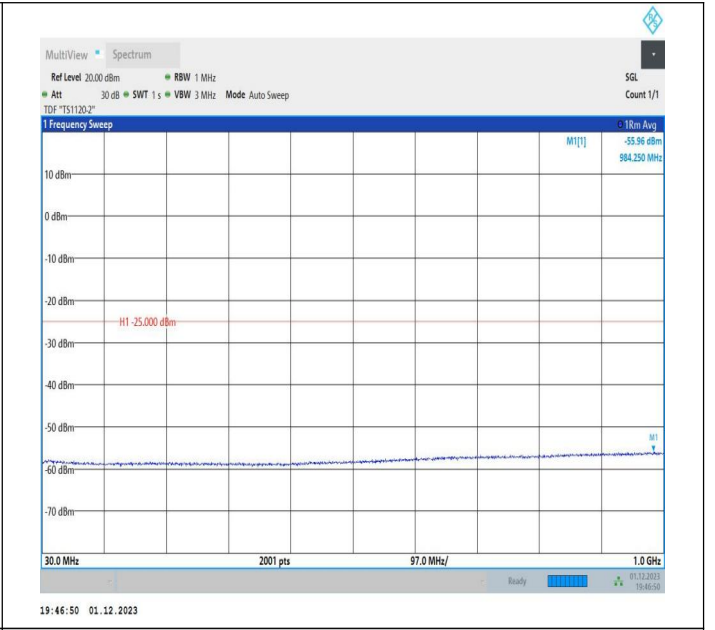 R S
MultiView Spectrum
Ref Level 20.00 dBm RBW 1 MHz SGL
Att 30 dB SWT 1 s VBW 3 MHz Mode Auto Sweep Count 1/1
TDF "TS1120-2"
1 Frequency Sweep 1Rm Avg
M1[1] -55.96 dBm
984.250 MHz
10 dBm
0 dBm
-10 dBm
-20 dBm
H1 -25.000 dBm
-30 dBm
-40 dBm
-50 dBm
M1
-60 dBm
-70 dBm
30.0 MHz 2001 pts 97.0 MHz/ 1.0 GHz
Ready 01.12.2023
19:46:50
19:46:50 01.12.2023